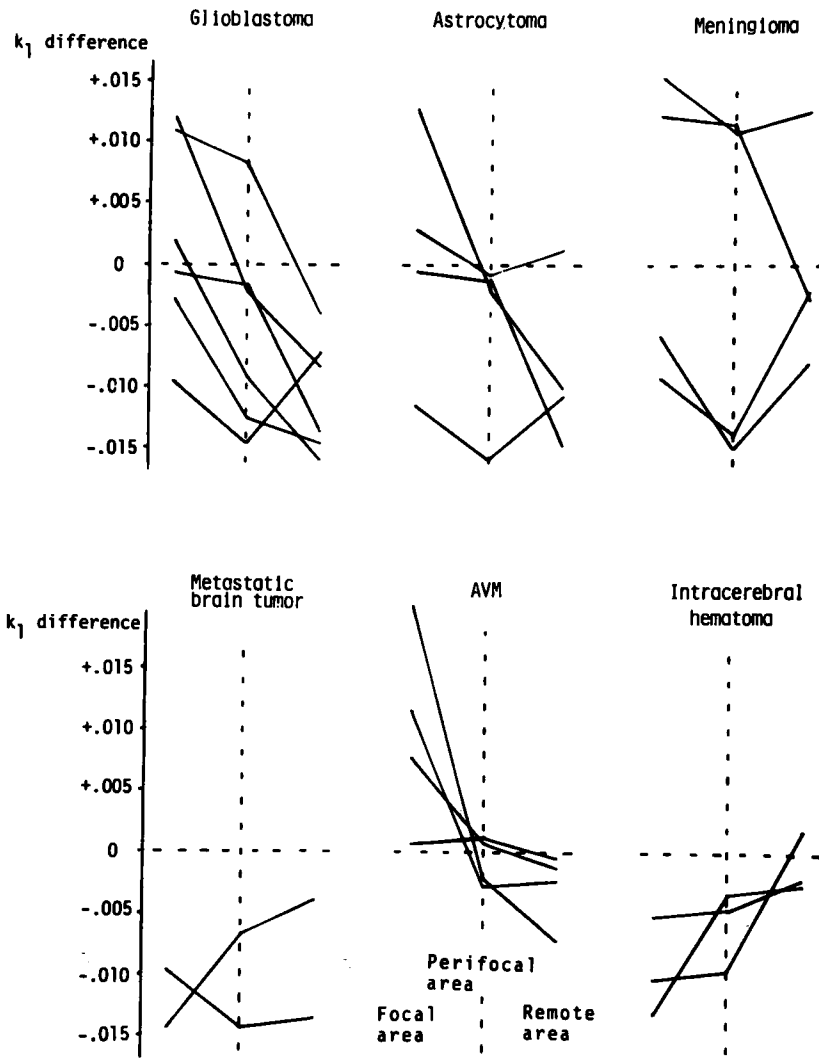 Glioblastoma
Astrocytoma
Meningioma
k₁ difference
+.015
+.010
+.005
0
-.005
-.010
-.015
Metastatic
brain tumor
AVM
Intracerebral
hematoma
k₁ difference
+.015
+.010
+.005
0
-.005
-.010
-.015
Perifocal
area
Focal
area
Remote
area